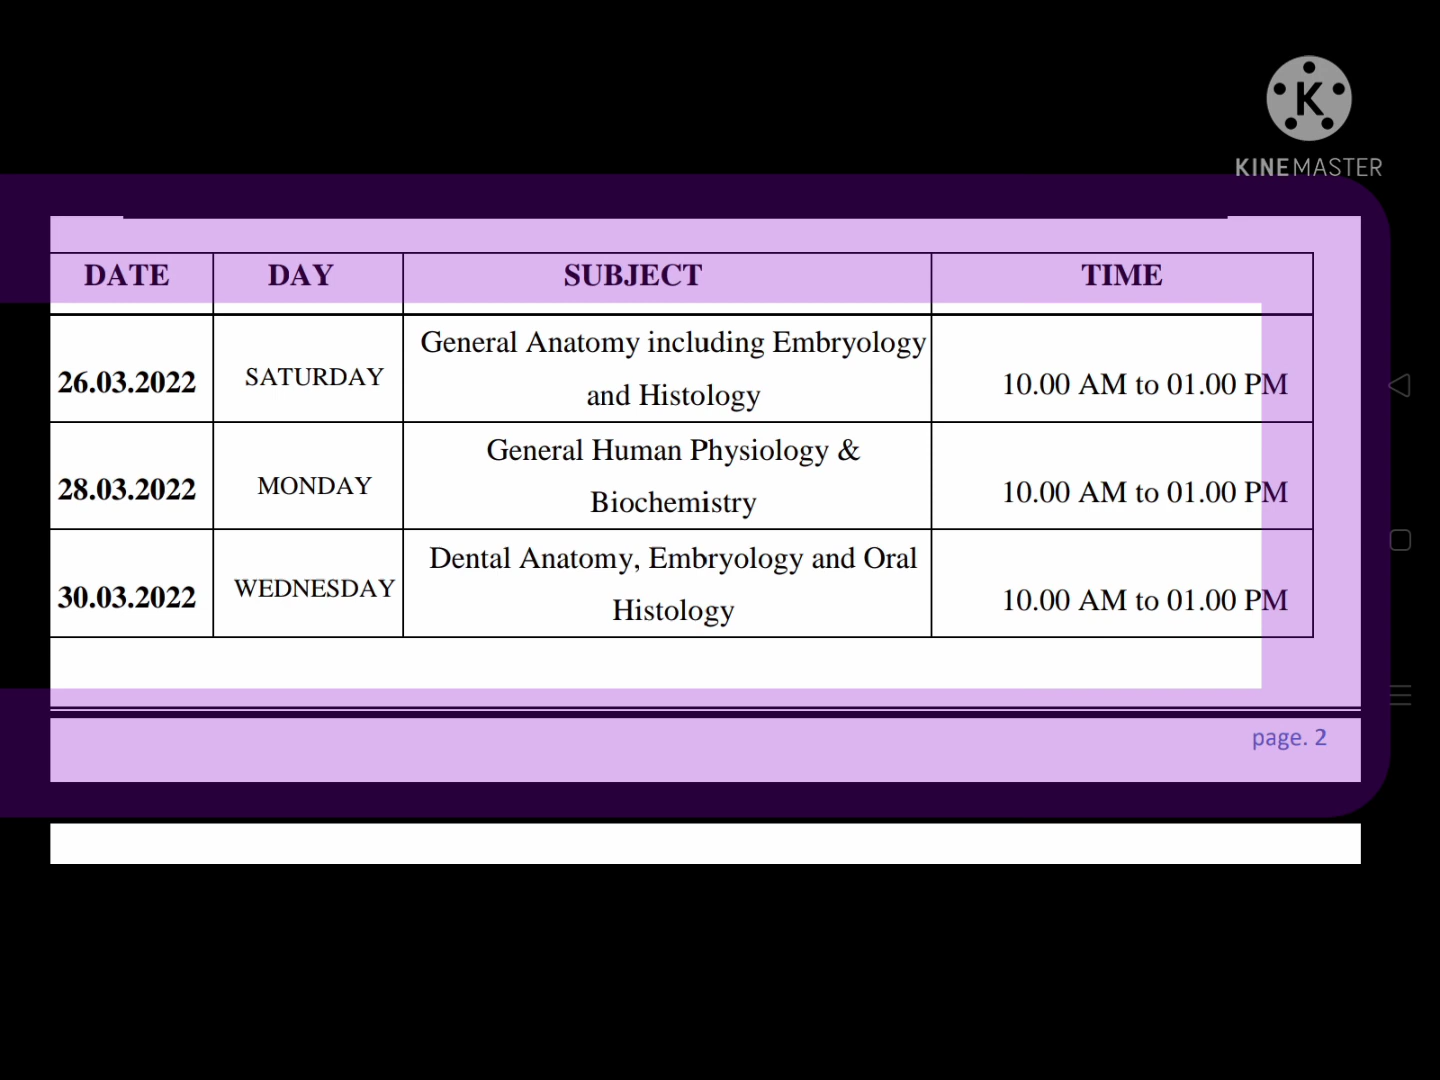 KINEMASTER
DATE DAY SUBJECT TIME
General Anatomy including Embryology
26.03.2022 SATURDAY and Histology 10.00 AM to 01.00 PM
General Human Physiology &
28.03.2022 MONDAY Biochemistry 10.00 AM to 01.00 PM
Dental Anatomy, Embryology and Oral
30.03.2022 WEDNESDAY Histology 10.00 AM to 01.00 PM
page. 2